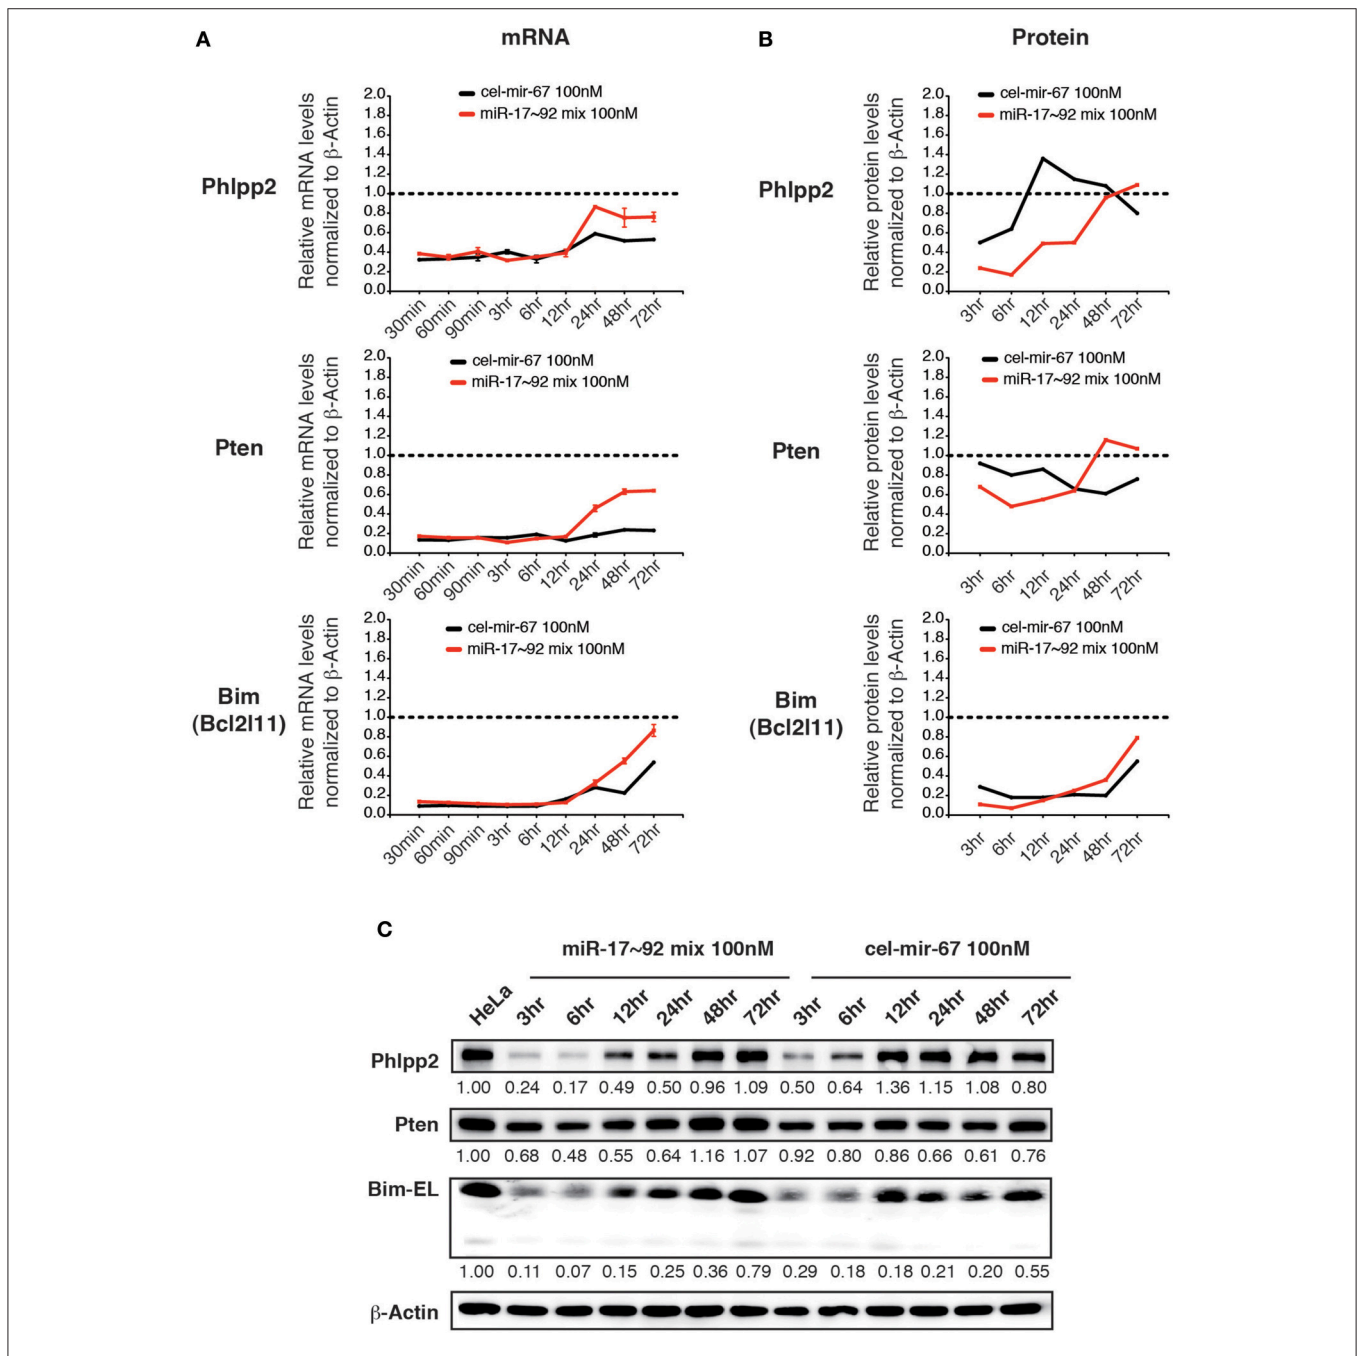 A
mRNA
Phlpp2
Relative mRNA levels
normalized to β-Actin
cel-mir-67 100nM
miR-17~92 mix 100nM
2.0
1.8
1.6
1.4
1.2
1.0
0.8
0.6
0.4
0.2
0.0
30min 60min 90min 3hr 6hr 12hr 24hr 48hr 72hr
Pten
Relative mRNA levels
normalized to β-Actin
cel-mir-67 100nM
miR-17~92 mix 100nM
2.0
1.8
1.6
1.4
1.2
1.0
0.8
0.6
0.4
0.2
0.0
30min 60min 90min 3hr 6hr 12hr 24hr 48hr 72hr
Bim
(Bcl2l11)
Relative mRNA levels
normalized to β-Actin
cel-mir-67 100nM
miR-17~92 mix 100nM
2.0
1.8
1.6
1.4
1.2
1.0
0.8
0.6
0.4
0.2
0.0
30min 60min 90min 3hr 6hr 12hr 24hr 48hr 72hr
B
Protein
Phlpp2
Relative protein levels
normalized to β-Actin
cel-mir-67 100nM
miR-17~92 mix 100nM
2.0
1.8
1.6
1.4
1.2
1.0
0.8
0.6
0.4
0.2
0.0
3hr 6hr 12hr 24hr 48hr 72hr
Pten
Relative protein levels
normalized to β-Actin
cel-mir-67 100nM
miR-17~92 mix 100nM
2.0
1.8
1.6
1.4
1.2
1.0
0.8
0.6
0.4
0.2
0.0
3hr 6hr 12hr 24hr 48hr 72hr
Bim
(Bcl2l11)
Relative protein levels
normalized to β-Actin
cel-mir-67 100nM
miR-17~92 mix 100nM
2.0
1.8
1.6
1.4
1.2
1.0
0.8
0.6
0.4
0.2
0.0
3hr 6hr 12hr 24hr 48hr 72hr
C
miR-17~92 mix 100nM cel-mir-67 100nM
HeLa 3hr 6hr 12hr 24hr 48hr 72hr 3hr 6hr 12hr 24hr 48hr 72hr
Phlpp2
1.00 0.24 0.17 0.49 0.50 0.96 1.09 0.50 0.64 1.36 1.15 1.08 0.80
Pten
1.00 0.68 0.48 0.55 0.64 1.16 1.07 0.92 0.80 0.86 0.66 0.61 0.76
Bim-EL
1.00 0.11 0.07 0.15 0.25 0.36 0.79 0.29 0.18 0.18 0.21 0.20 0.55
β-Actin